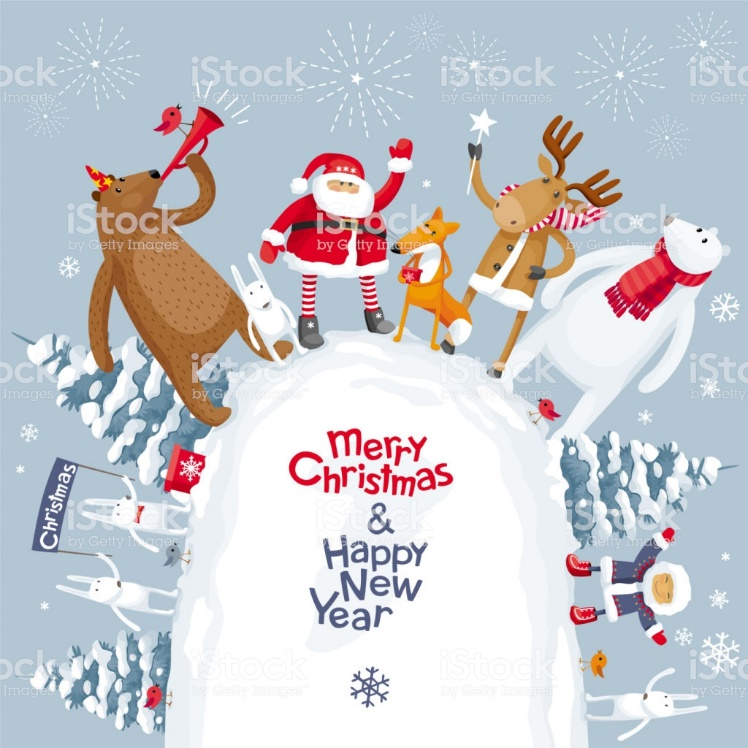 iStock
by Getty Images
Merry
Christmas
&
Happy
New
Year
Christmas